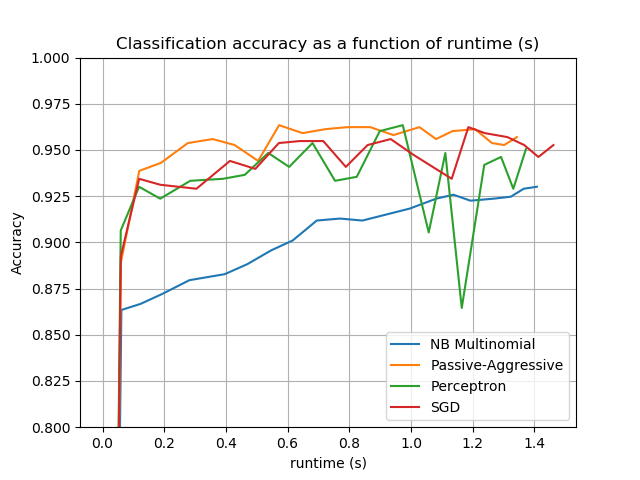 Classification accuracy as a function of runtime (s)
1.000
0.975
0.950
0.925
0.900
0.875
0.850
0.825
0.800
Accuracy
NB Multinomial
Passive-Aggressive
Perceptron
SGD
0.0 0.2 0.4 0.6 0.8 1.0 1.2 1.4
runtime (s)